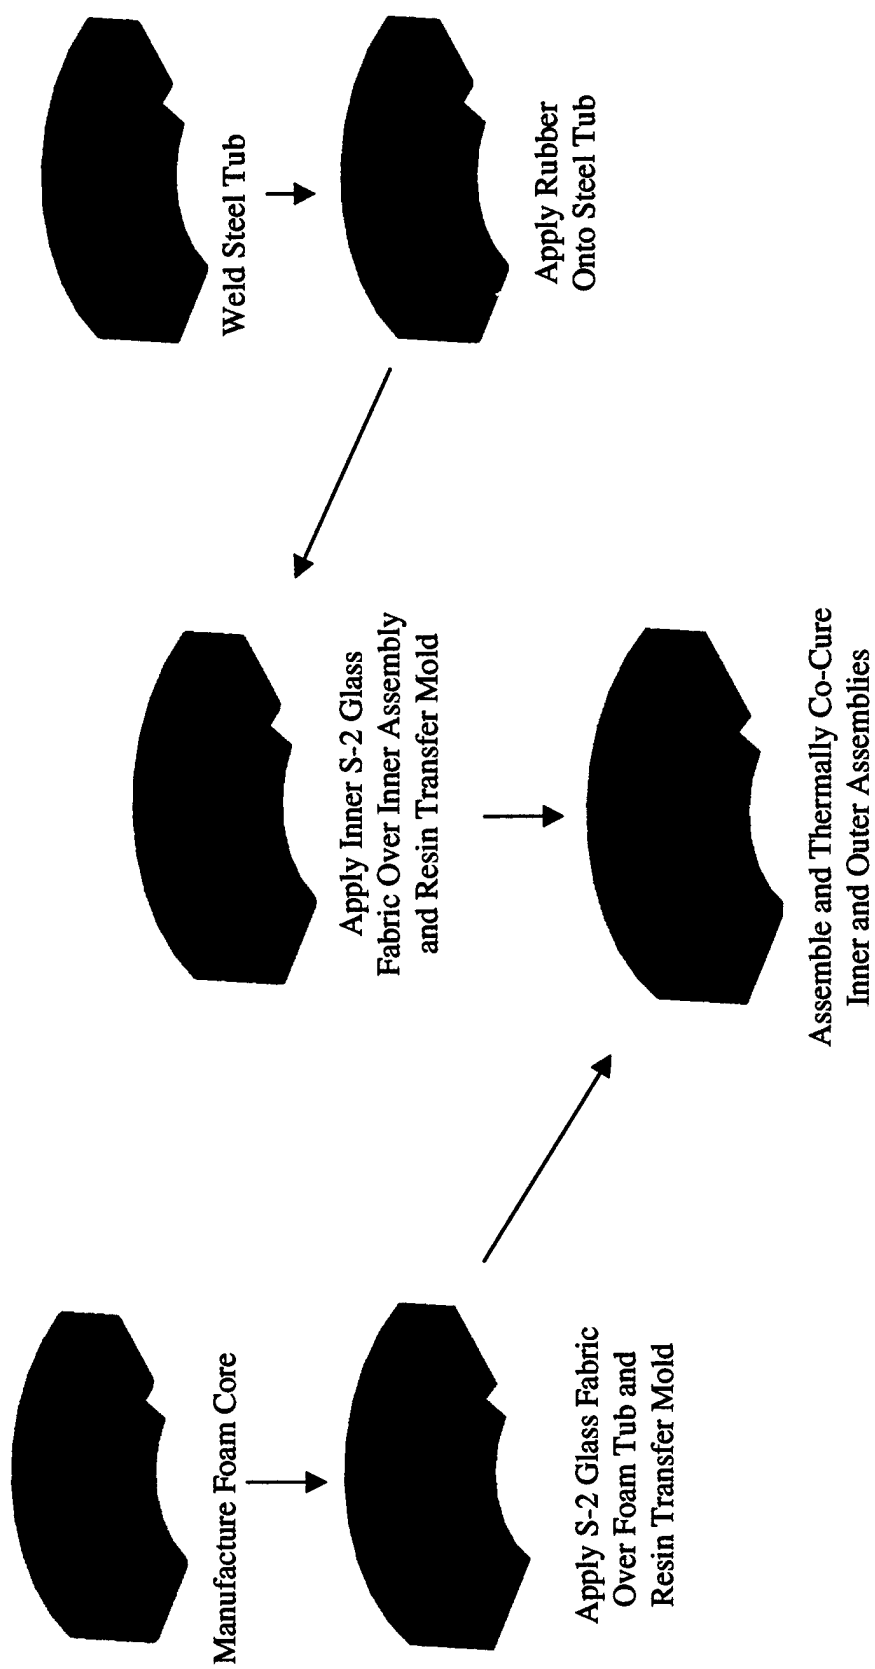 Manufacture Foam Core
Apply S-2 Glass Fabric
Over Foam Tub and
Resin Transfer Mold
Apply Inner S-2 Glass
Fabric Over Inner Assembly
and Resin Transfer Mold
Assemble and Thermally Co-Cure
Inner and Outer Assemblies
Weld Steel Tub
Apply Rubber
Onto Steel Tub